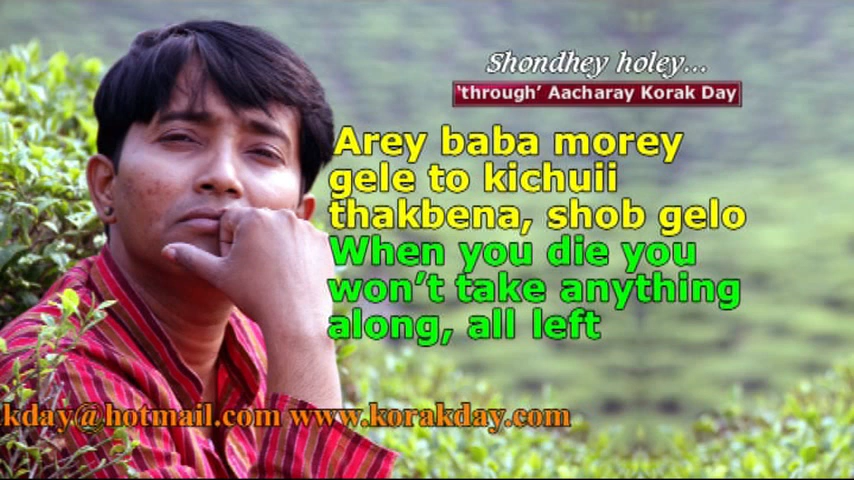 Shondhey holey...
'through' Aacharay Korak Day
Arey baba morey
gele to kichuii
thakbena, shob gelo
When you die you
won't take anything
along, all left
kday@hotmail.com www.korakday.com